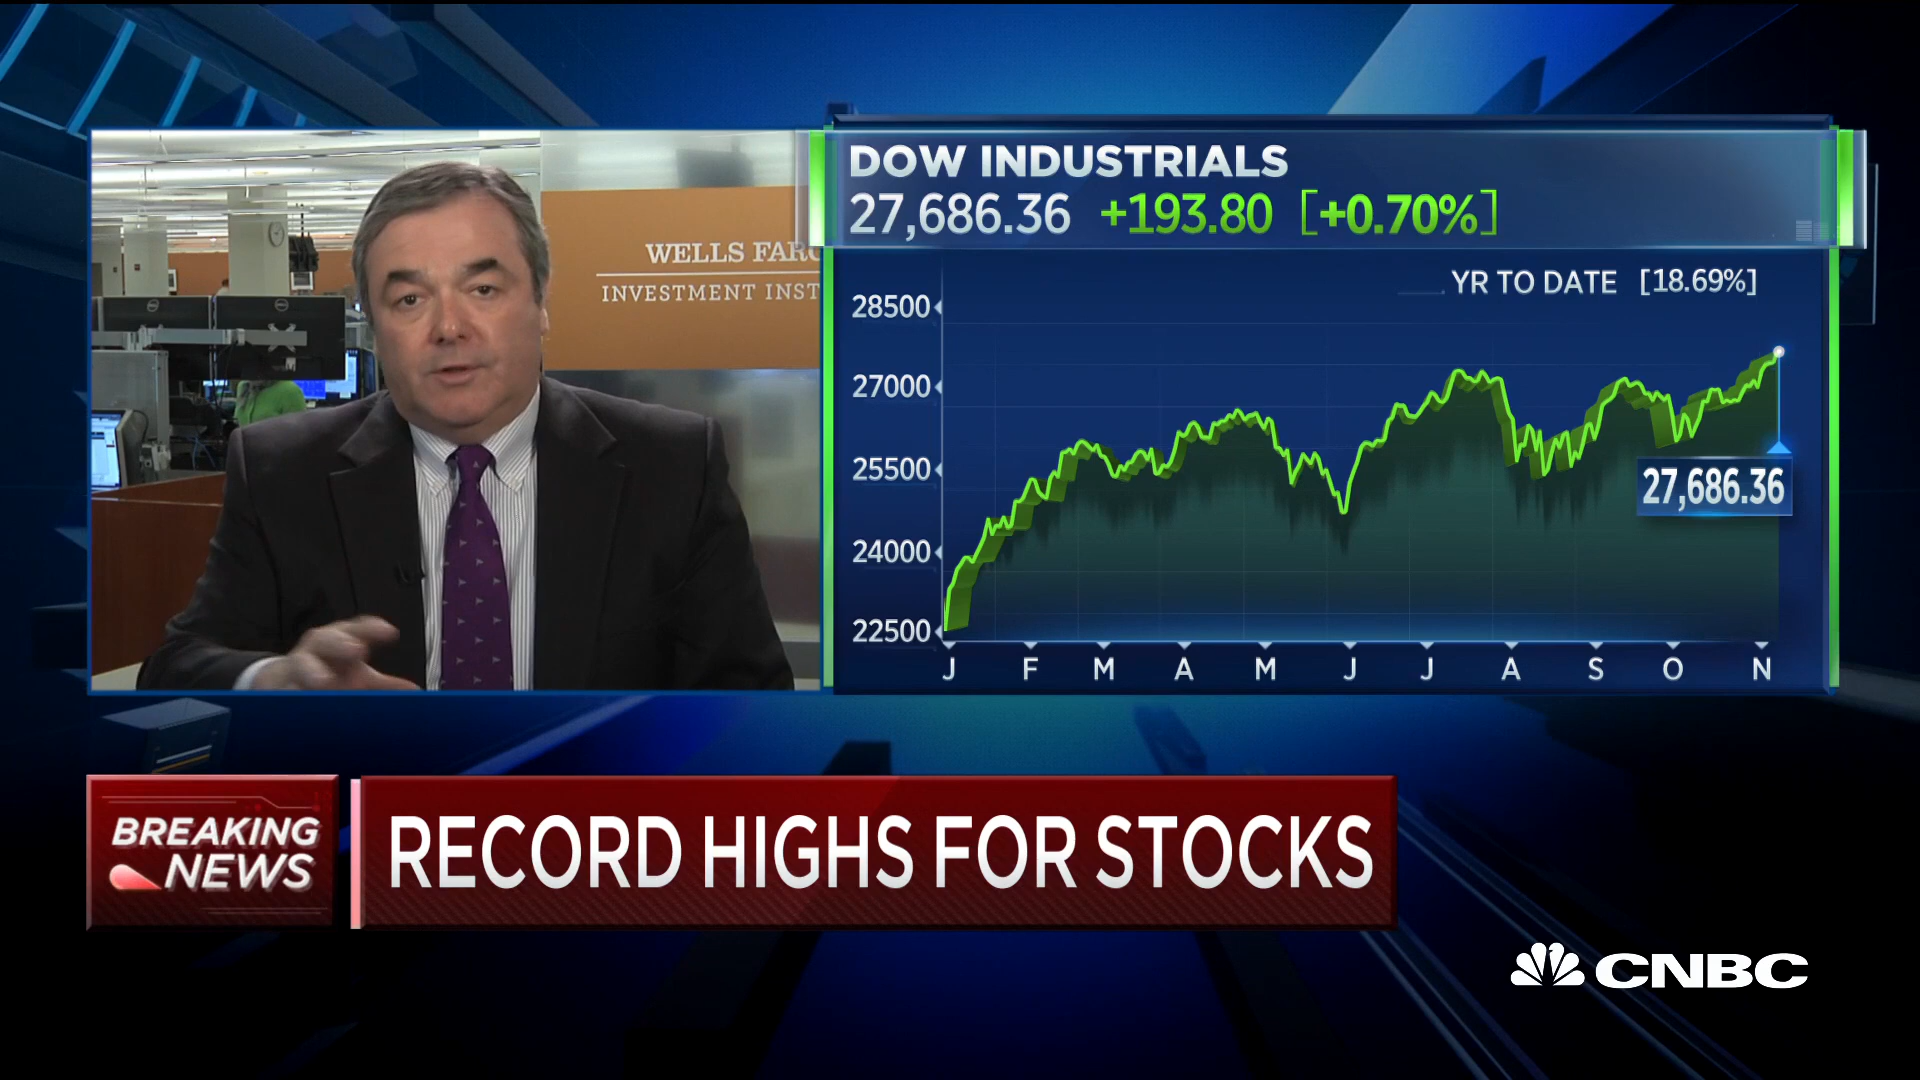 WELLS FARG
INVESTMENT INST
DOW INDUSTRIALS
27,686.36 +193.80 [+0.70%]
YR TO DATE [18.69%]
28500
27000
25500
24000
22500
27,686.36
J F M A M J J A S O N
BREAKING
NEWS
RECORD HIGHS FOR STOCKS
CNBC